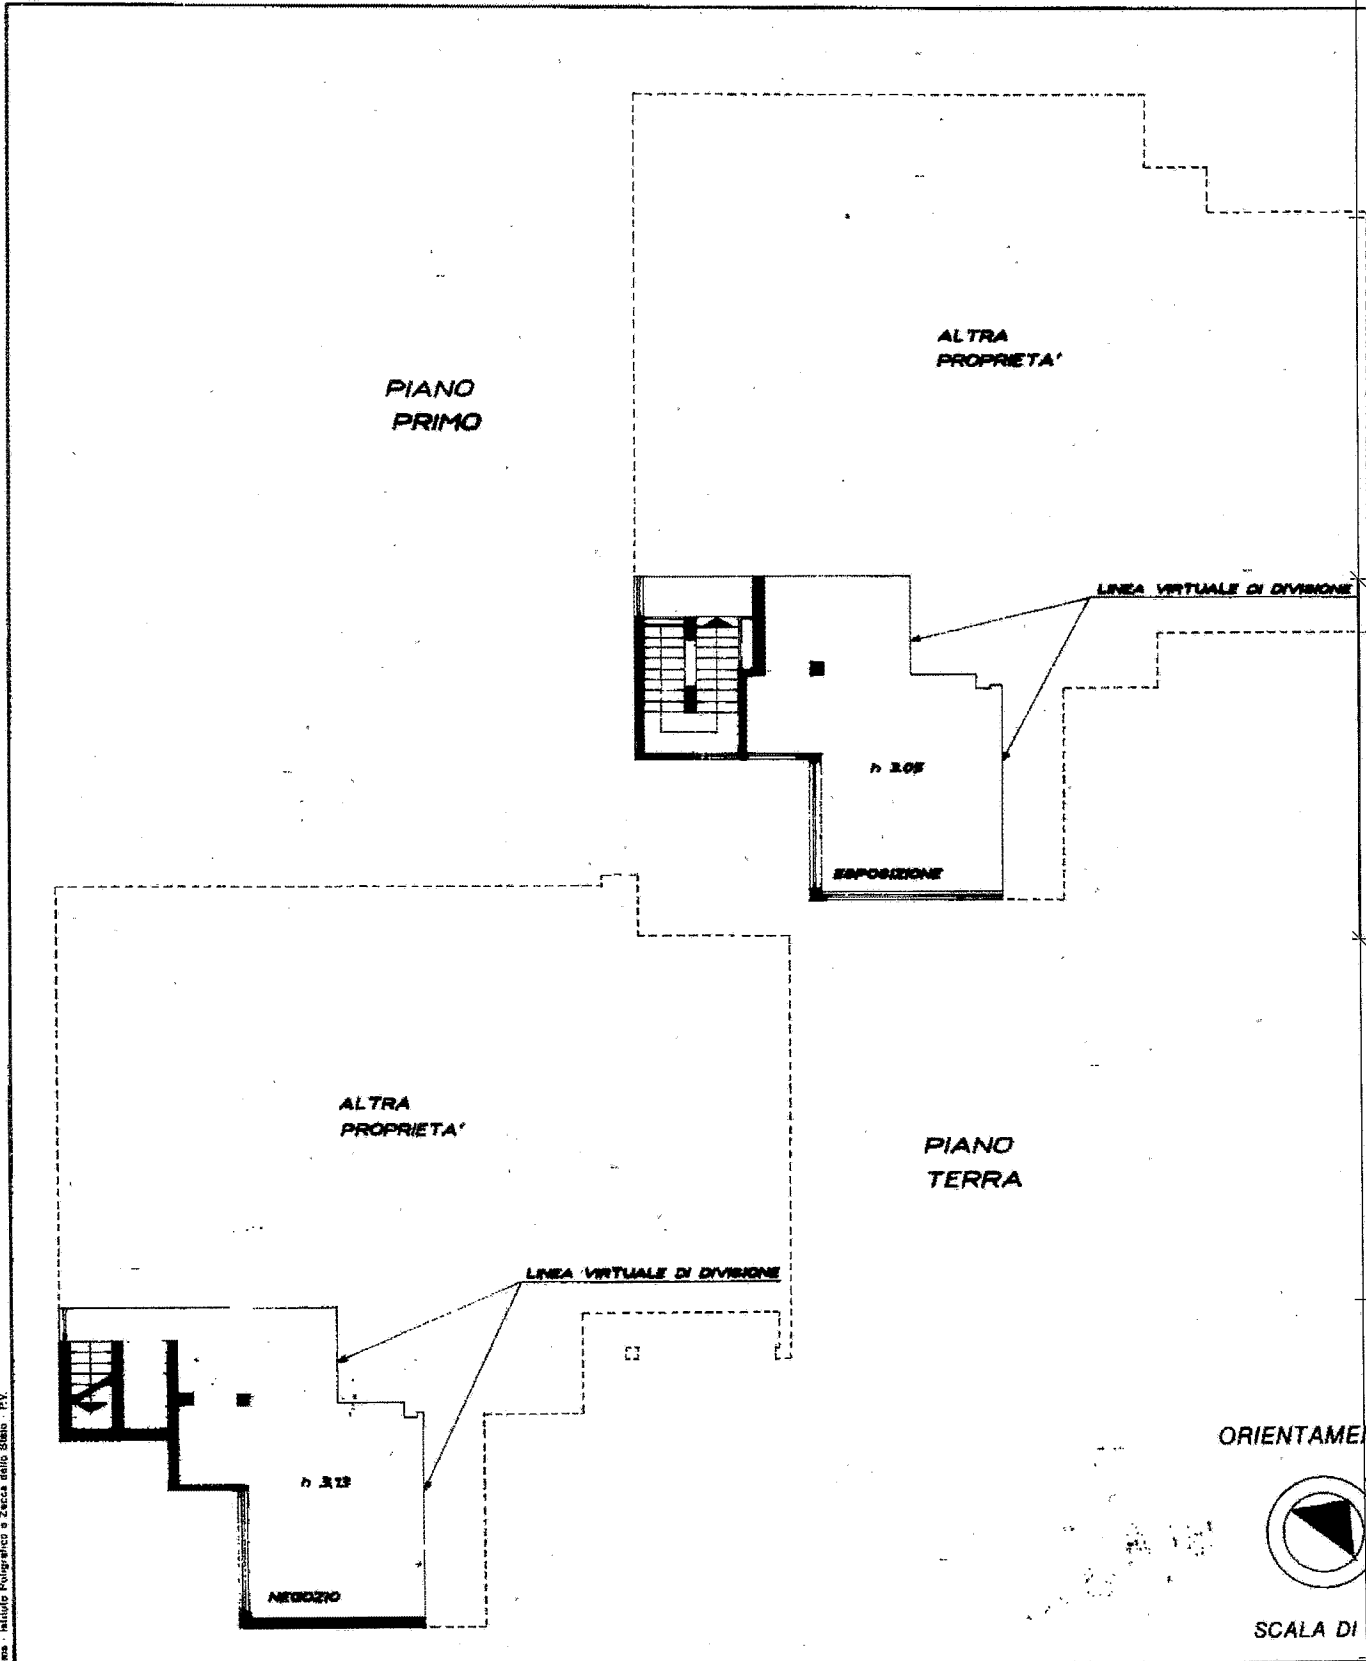 ALTRA
PROPRIETA'
PIANO
PRIMO
LINEA VIRTUALE DI DIVISIONE
h 3.05
ESPOSIZIONE
ALTRA
PROPRIETA'
PIANO
TERRA
LINEA VIRTUALE DI DIVISIONE
h 3.13
NEGOZIO
ORIENTAME
SCALA DI
Istituto Poligrafico e Zecca dello Stato - P.V.